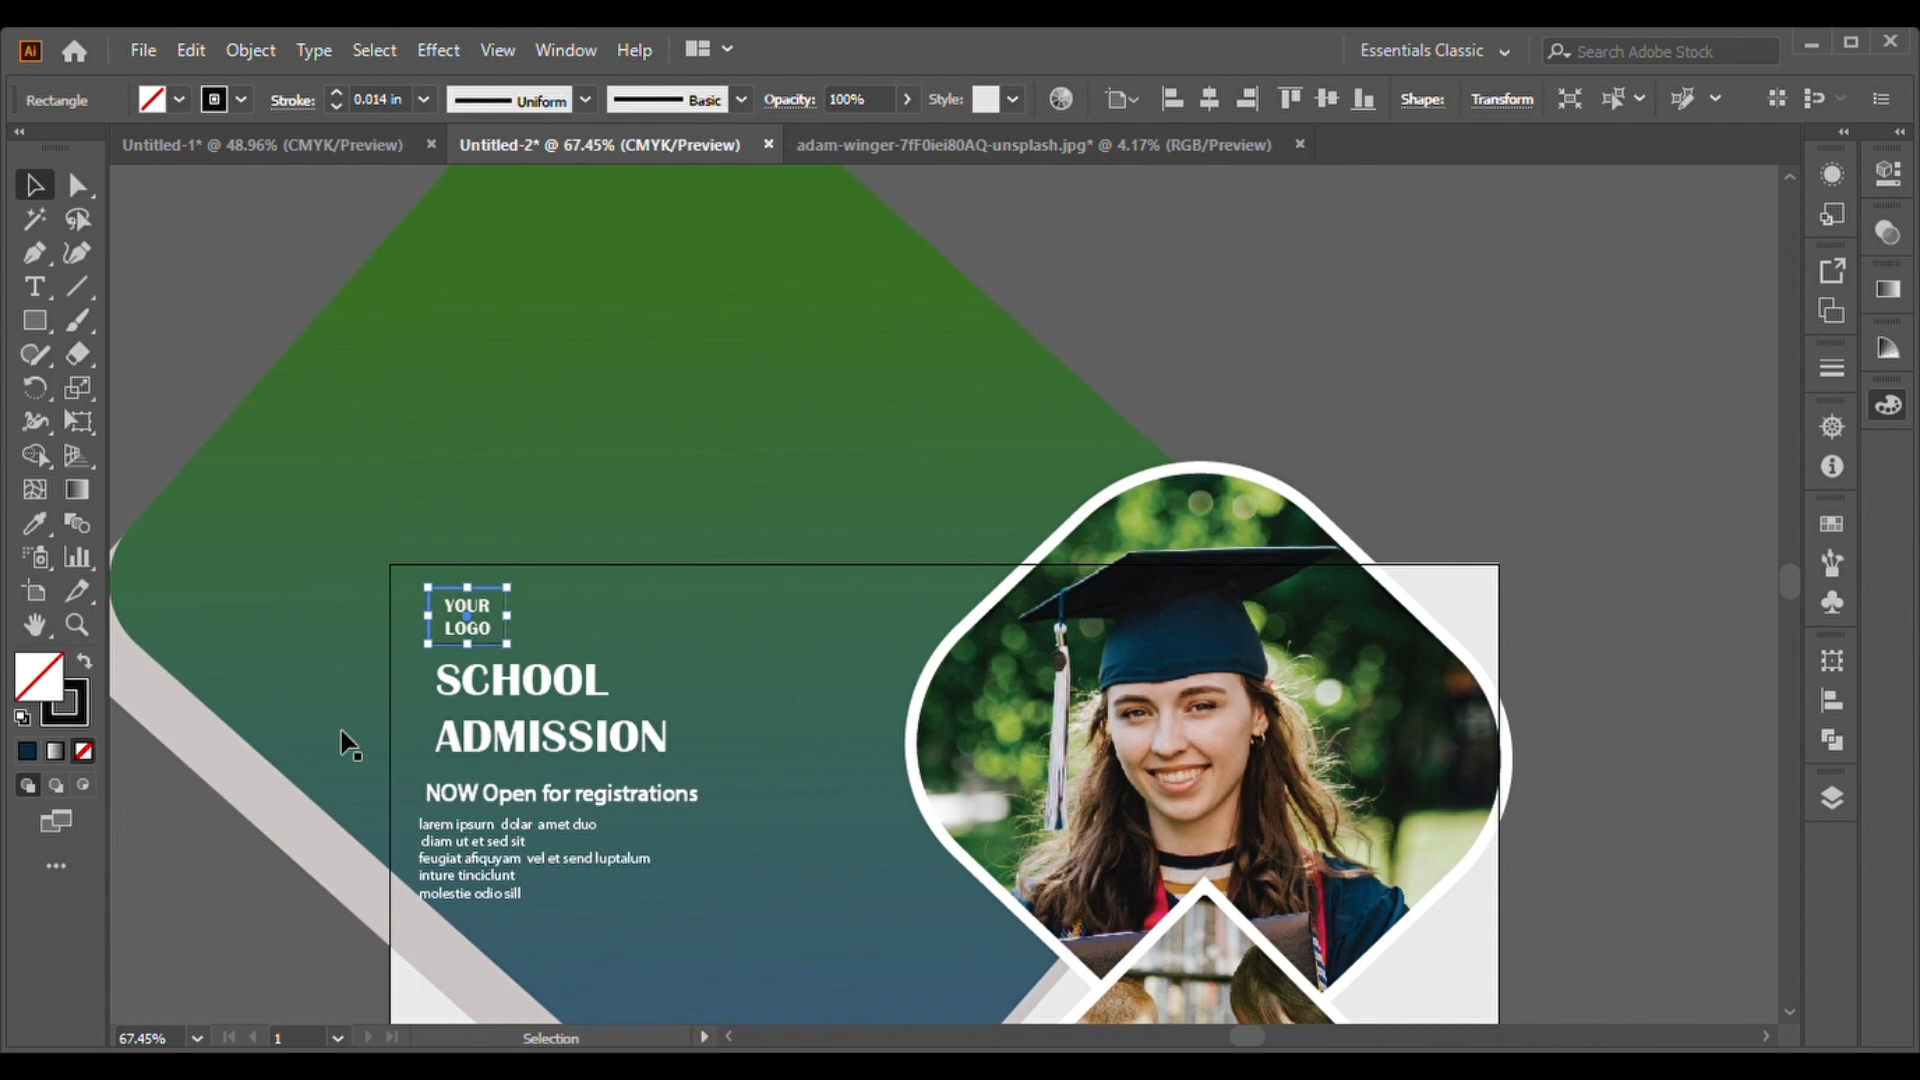 Ai
File Edit Object Type Select Effect View Window Help
Essentials Classic
Search Adobe Stock
Rectangle
Stroke: 0.014 in
Uniform
Basic
Opacity: 100%
Style:
Shape:
Transform
Untitled-1* @ 48.96% (CMYK/Preview)
Untitled-2* @ 67.45% (CMYK/Preview)
adam-winger-7fF0iei80AQ-unsplash.jpg* @ 4.17% (RGB/Preview)
YOUR
LOGO
SCHOOL
ADMISSION
NOW Open for registrations
larem ipsurn dolar amet duo
diam ut et sed sit
feugiat afiquyam vel et send luptalum
inture tinciclunt
molestie odio sill
67.45%
1
Selection